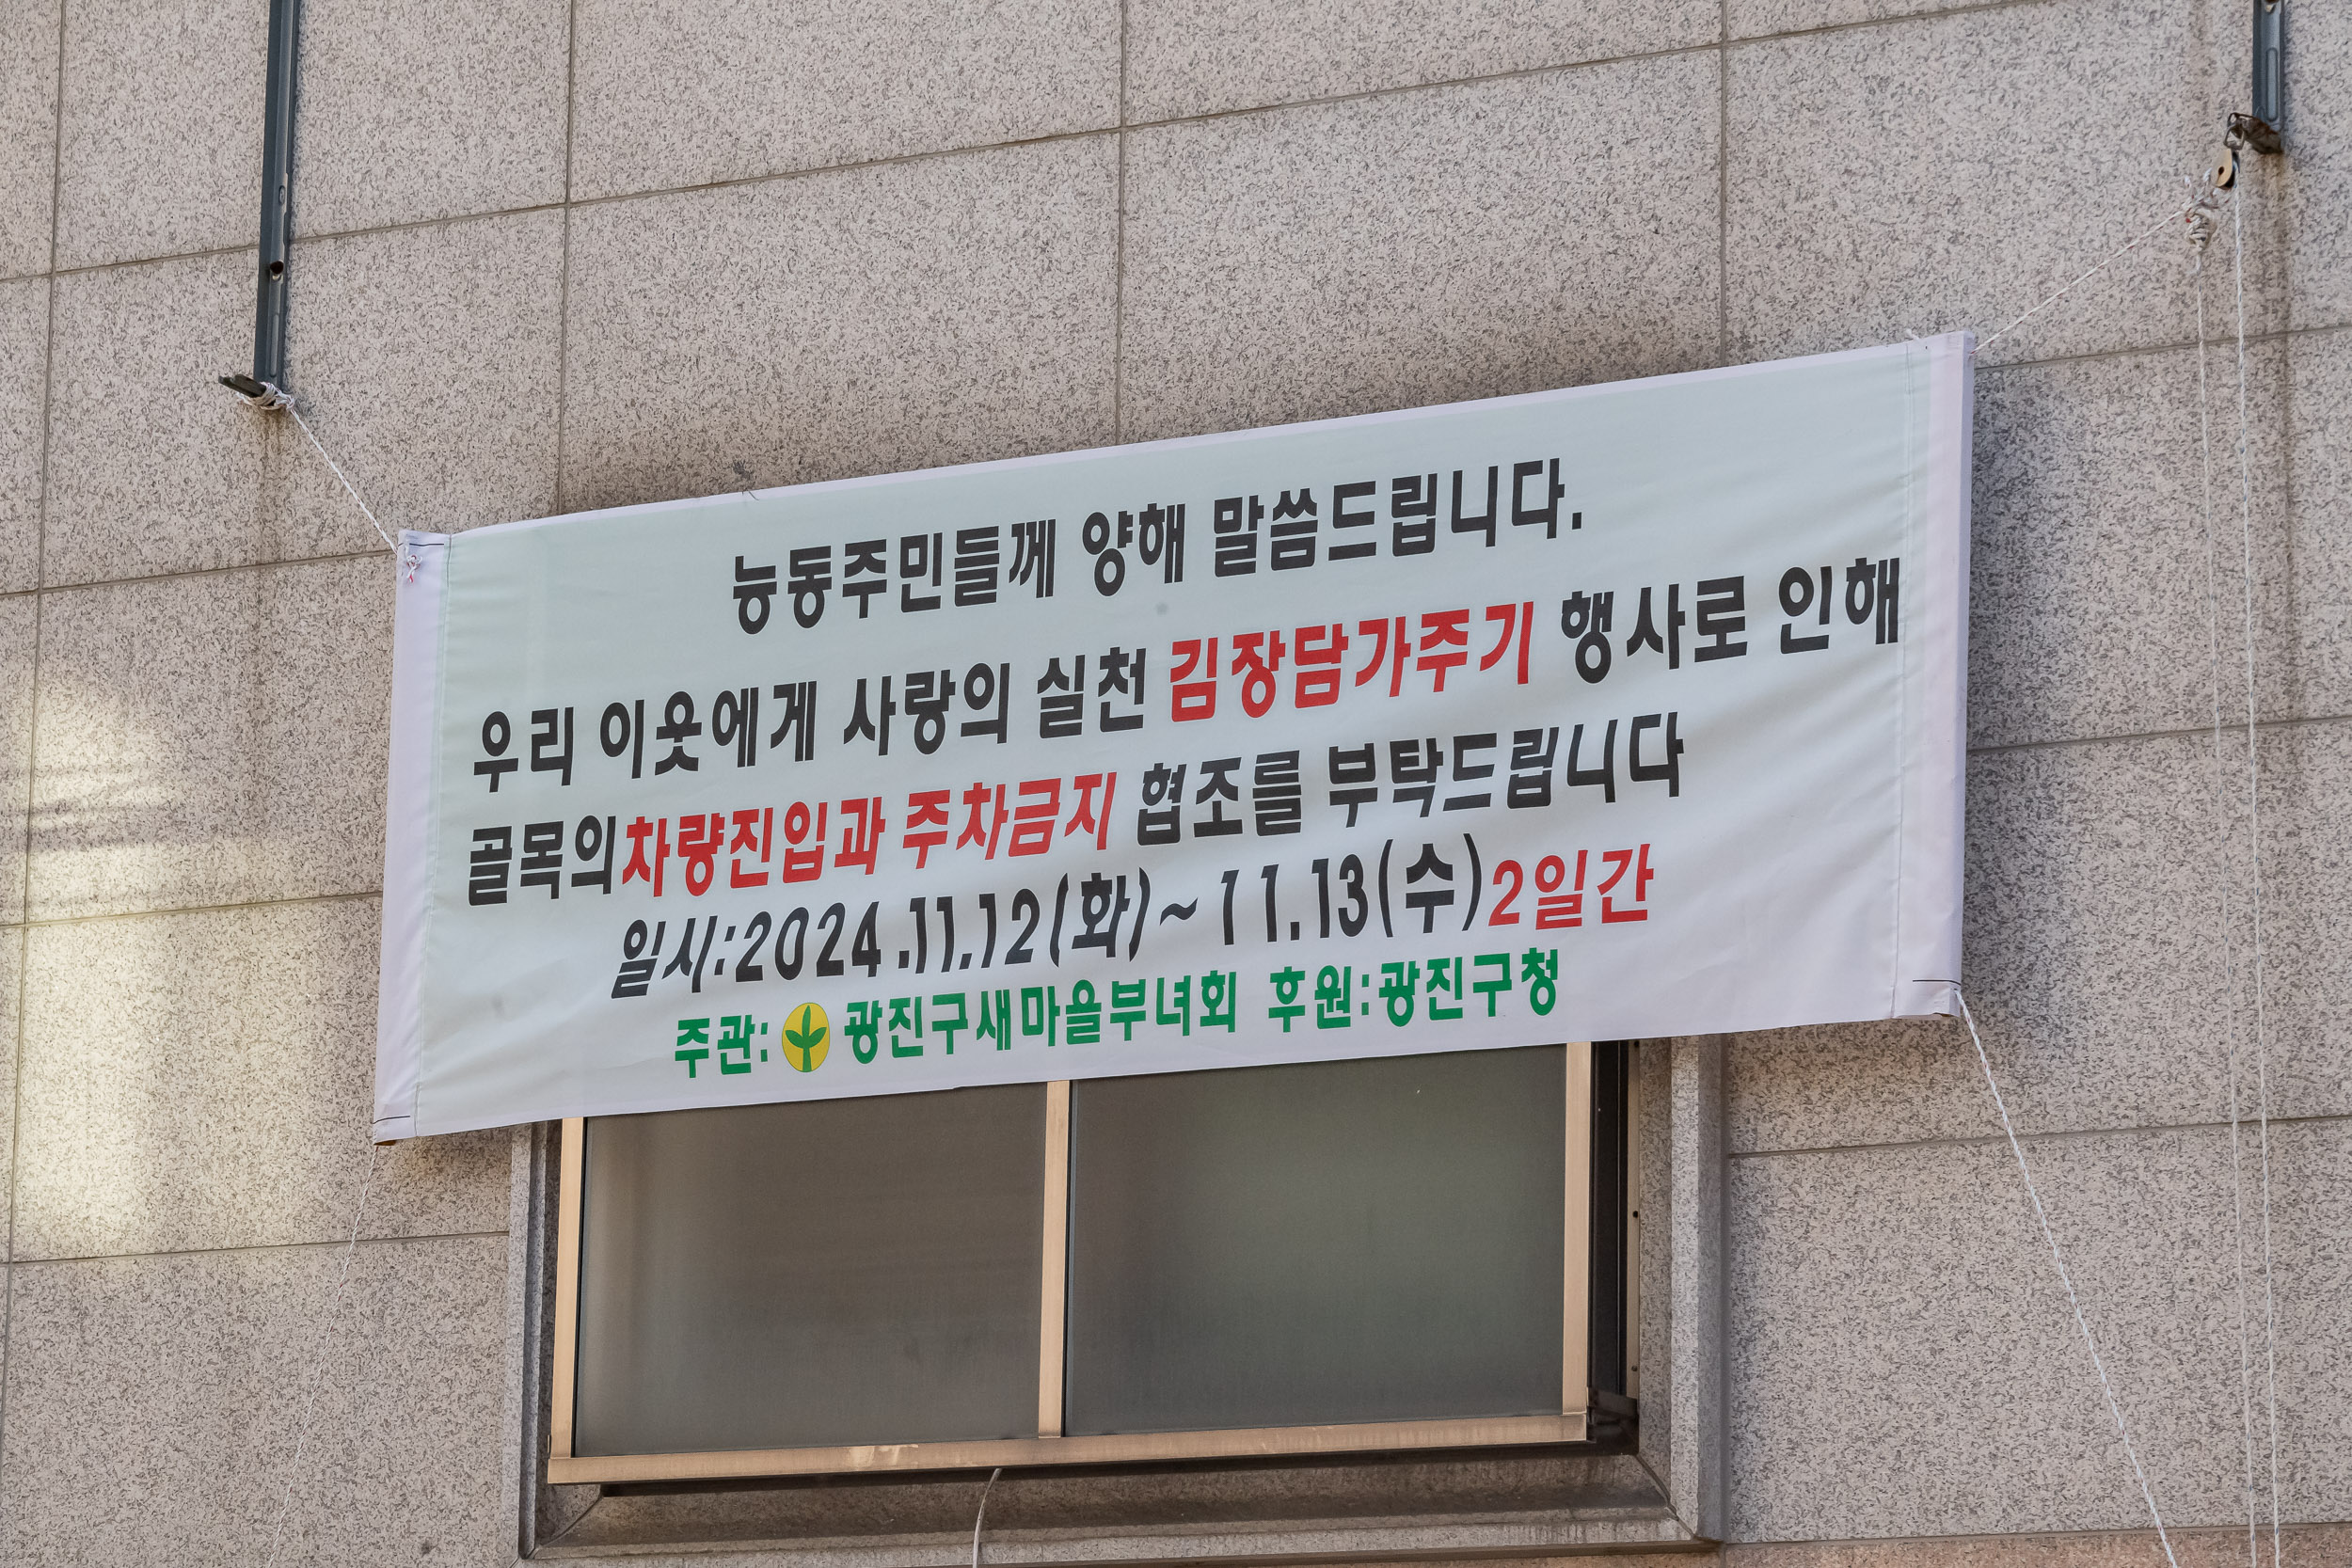 능동주민들께 양해 말씀드립니다.
우리 이웃에게 사랑의 실천 김장담가주기 행사로 인해
골목의차량진입과 주차금지 협조를 부탁드립니다
일시:2024.11.12(화)~11.13(수)2일간
주관: 광진구새마을부녀회 후원:광진구청